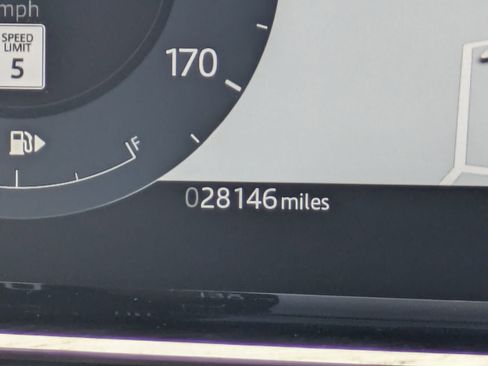 mph
SPEED
LIMIT
5
170
F
028146 miles